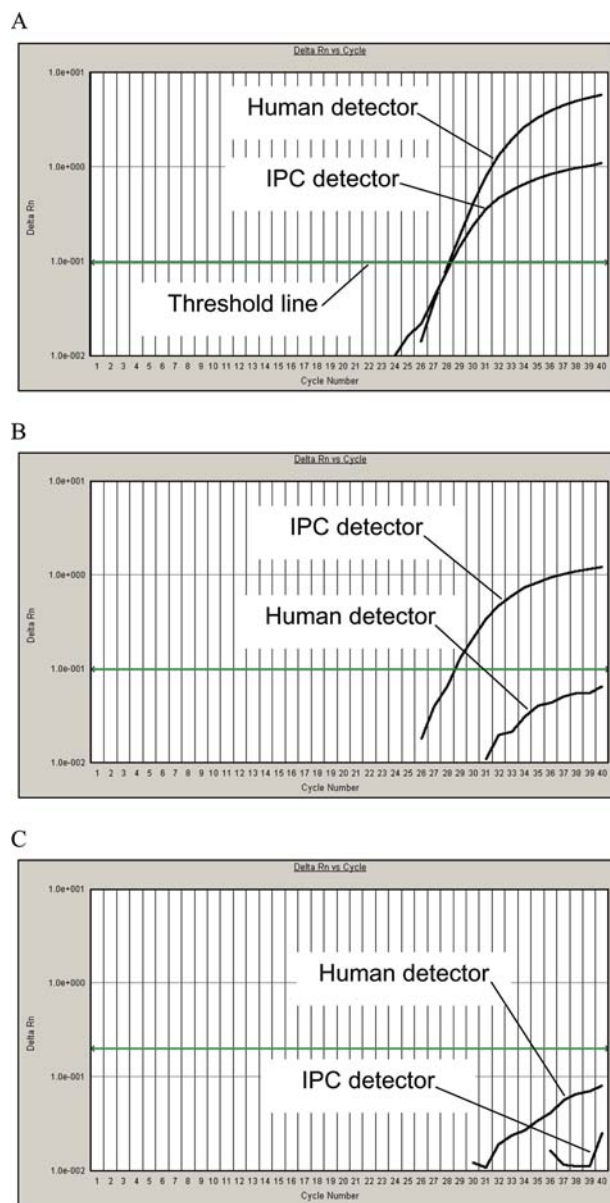 A
Delta Rn vs Cycle
1.0e+001
Human detector
1.0e+000
IPC detector
Delta Rn
1.0e-001
Threshold line
1.0e-002
1 2 3 4 5 6 7 8 9 10 11 12 13 14 15 16 17 18 19 20 21 22 23 24 25 26 27 28 29 30 31 32 33 34 35 36 37 38 39 40
Cycle Number
B
Delta Rn vs Cycle
1.0e+001
IPC detector
1.0e+000
Human detector
Delta Rn
1.0e-001
1.0e-002
1 2 3 4 5 6 7 8 9 10 11 12 13 14 15 16 17 18 19 20 21 22 23 24 25 26 27 28 29 30 31 32 33 34 35 36 37 38 39 40
Cycle Number
C
Delta Rn vs Cycle
1.0e+001
Human detector
1.0e+000
Delta Rn
IPC detector
1.0e-001
1.0e-002
1 2 3 4 5 6 7 8 9 10 11 12 13 14 15 16 17 18 19 20 21 22 23 24 25 26 27 28 29 30 31 32 33 34 35 36 37 38 39 40
Cycle Number